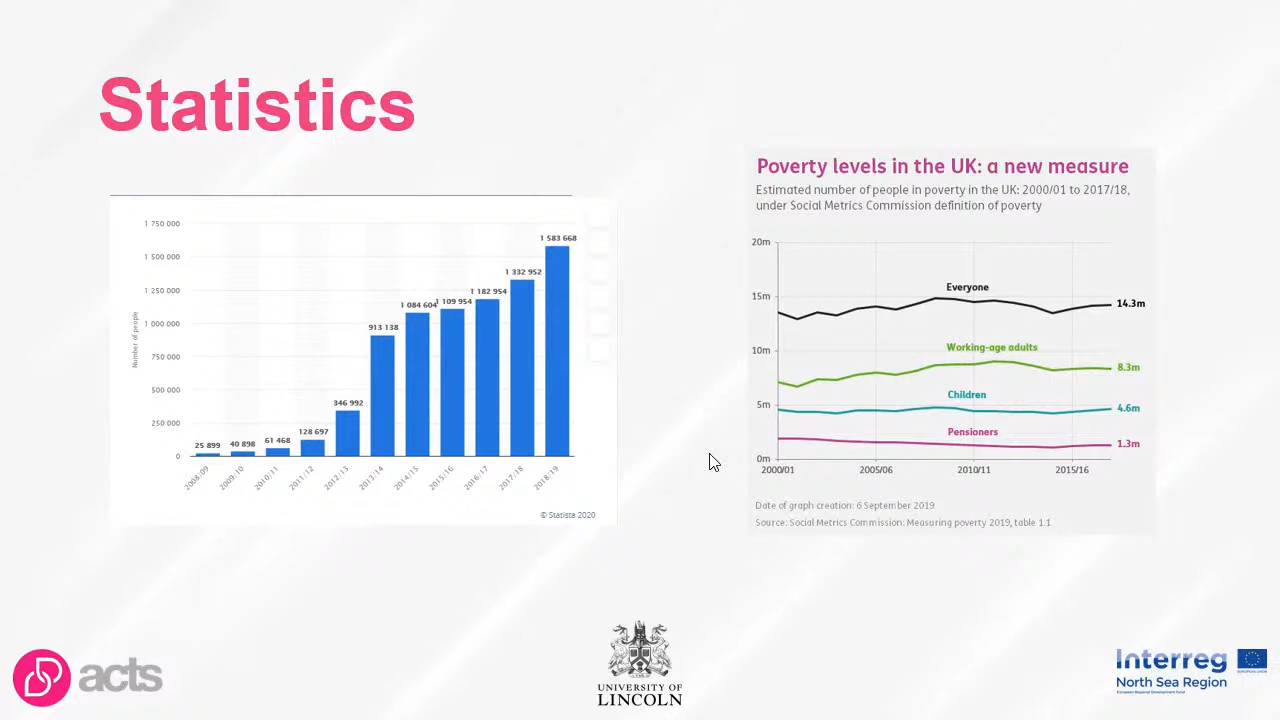 Statistics
1 750 000
1 500 000
1 250 000
1 000 000
750 000
500 000
250 000
0
Number of people
25 899
40 898
61 468
128 697
346 992
913 138
1 084 604
1 109 954
1 182 954
1 332 952
1 583 668
2008/09
2009/10
2010/11
2011/12
2012/13
2013/14
2014/15
2015/16
2016/17
2017/18
2018/19
© Statista 2020
Poverty levels in the UK: a new measure
Estimated number of people in poverty in the UK: 2000/01 to 2017/18,
under Social Metrics Commission definition of poverty
20m
15m
10m
5m
0m
Everyone
14.3m
Working-age adults
8.3m
Children
4.6m
Pensioners
1.3m
2000/01
2005/06
2010/11
2015/16
Date of graph creation: 6 September 2019
Source: Social Metrics Commission: Measuring poverty 2019, table 1.1
acts
UNIVERSITY OF
LINCOLN
Interreg
EUROPEAN UNION
North Sea Region
European Regional Development Fund